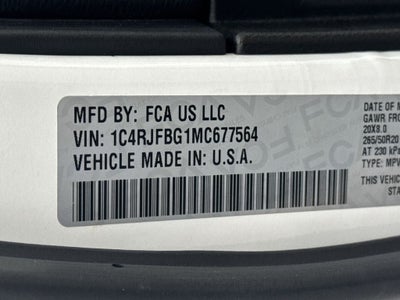 MFD BY: FCA US LLC
VIN: 1C4RJFBG1MC677564
VEHICLE MADE IN: U.S.A.
DATE OF M
GAWR FRO
20X8.0
265/50R20
AT 230 kPa
TYPE: MPV
THIS VEHIC
STATES